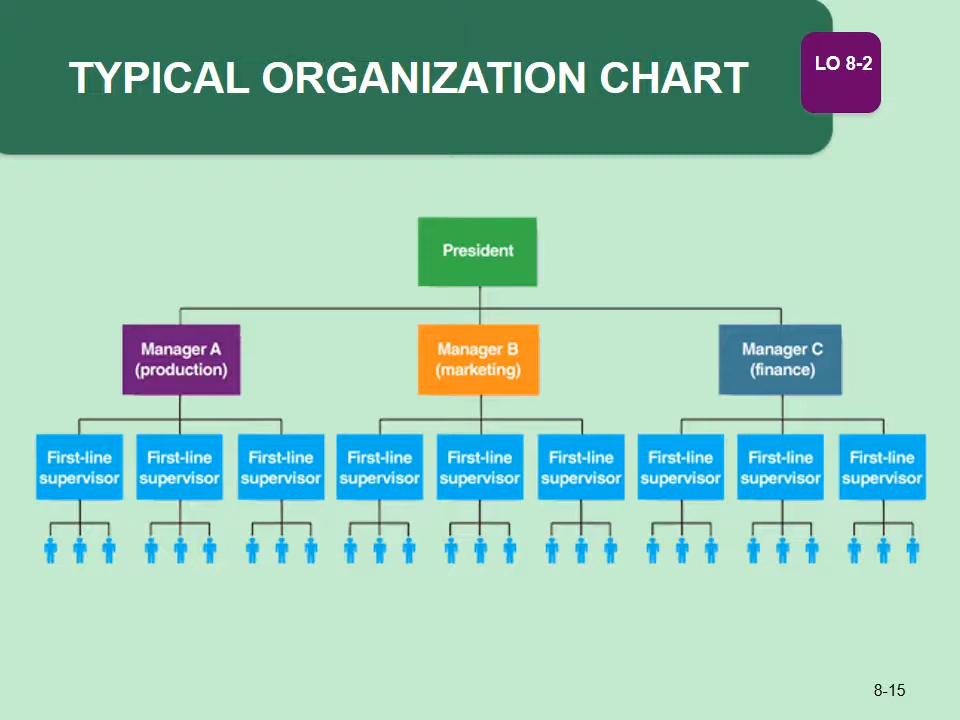 TYPICAL ORGANIZATION CHART
LO 8-2
President
Manager A
(production)
Manager B
(marketing)
Manager C
(finance)
First-line
supervisor
First-line
supervisor
First-line
supervisor
First-line
supervisor
First-line
supervisor
First-line
supervisor
First-line
supervisor
First-line
supervisor
First-line
supervisor
8-15